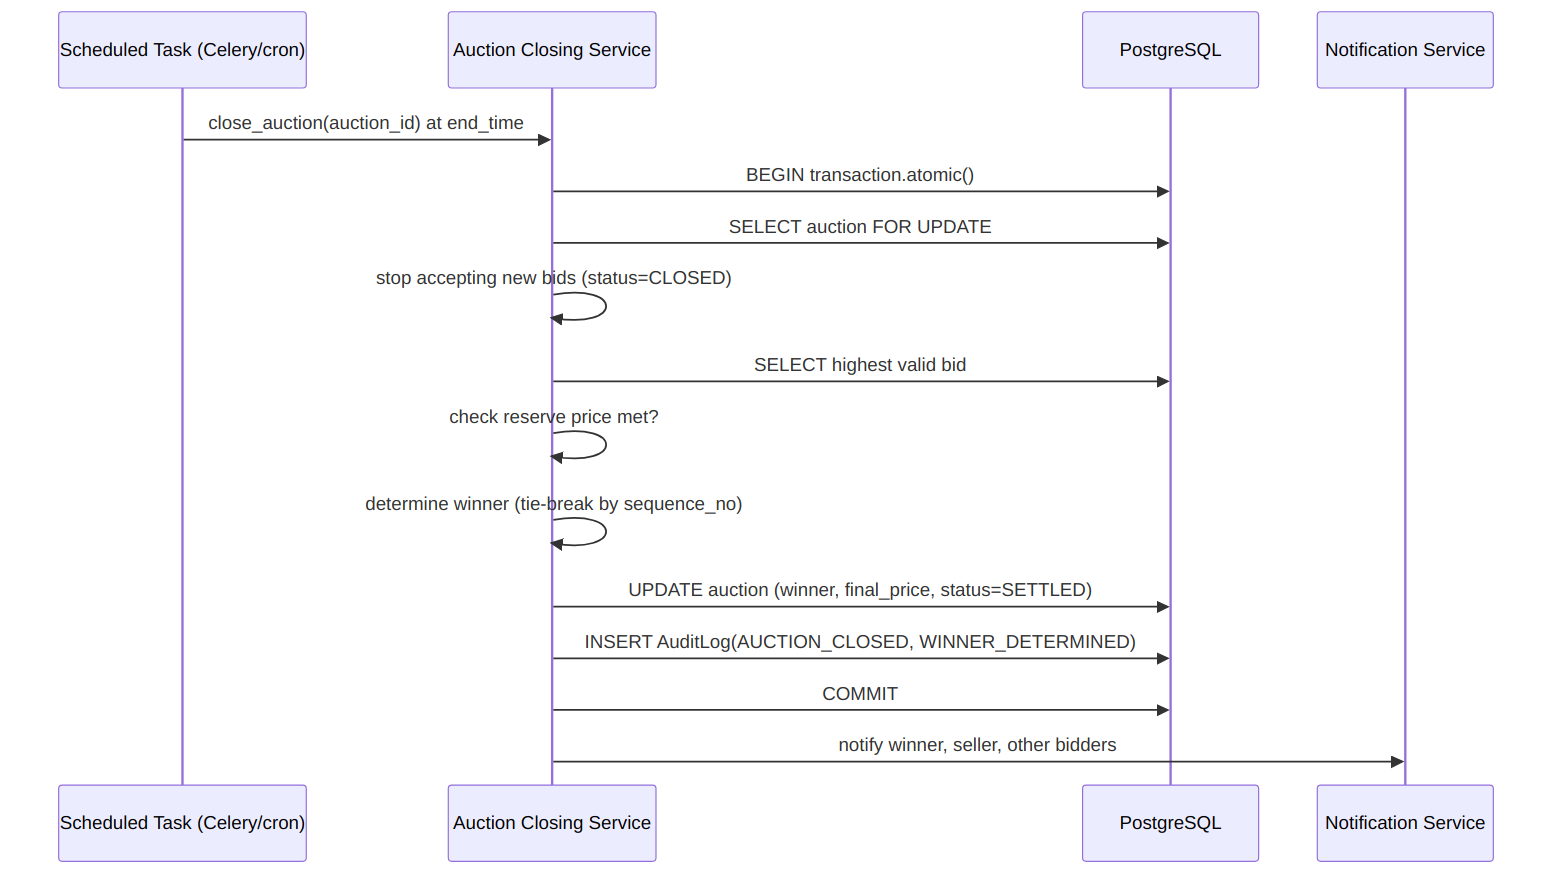 Scheduled Task (Celery/cron)
Auction Closing Service
PostgreSQL
Notification Service
close_auction(auction_id) at end_time
BEGIN transaction.atomic()
SELECT auction FOR UPDATE
stop accepting new bids (status=CLOSED)
SELECT highest valid bid
check reserve price met?
determine winner (tie-break by sequence_no)
UPDATE auction (winner, final_price, status=SETTLED)
INSERT AuditLog(AUCTION_CLOSED, WINNER_DETERMINED)
COMMIT
notify winner, seller, other bidders
Scheduled Task (Celery/cron)
Auction Closing Service
PostgreSQL
Notification Service